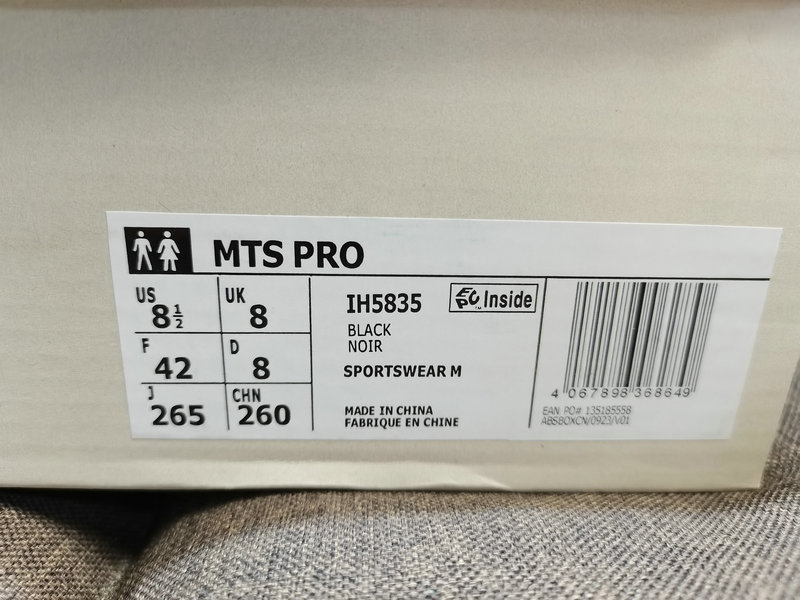 MTS PRO
US 8 1/2
UK 8
F 42
D 8
J 265
CHN 260
IH5835
EPC Inside
BLACK
NOIR
SPORTSWEAR M
MADE IN CHINA
FABRIQUE EN CHINE
4 067898 368649
EAN PO# 135185558
ABSBOXCN/0923/V01